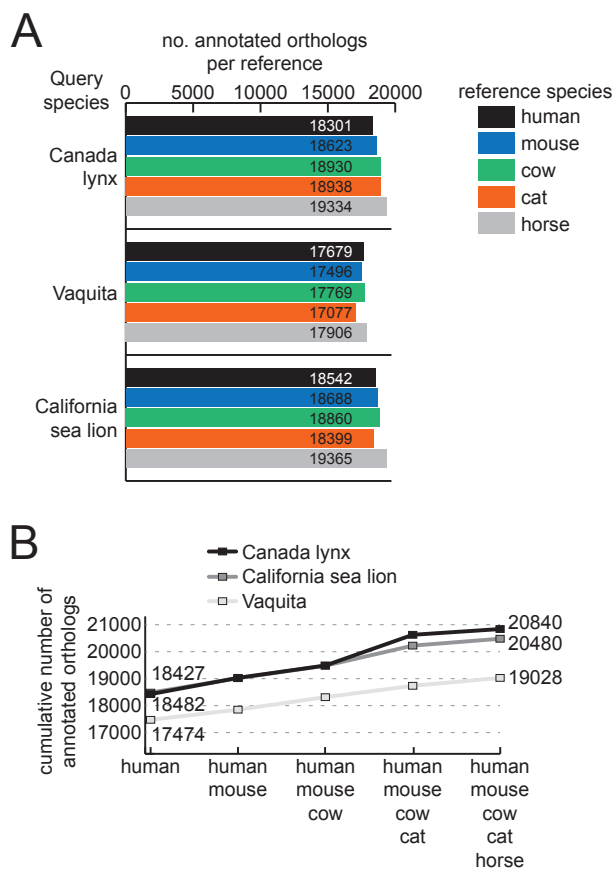 A
no. annotated orthologs
per reference
Query
species
0 5000 10000 15000 20000
reference species
human
mouse
cow
cat
horse
Canada
lynx
18301
18623
18930
18938
19334
Vaquita
17679
17496
17769
17077
17906
California
sea lion
18542
18688
18860
18399
19365
B
Canada lynx
California sea lion
Vaquita
cumulative number of
annotated orthologs
21000
20000
19000
18000
17000
18427
18482
17474
20840
20480
19028
human
human
mouse
human
mouse
cow
human
mouse
cow
cat
human
mouse
cow
cat
horse